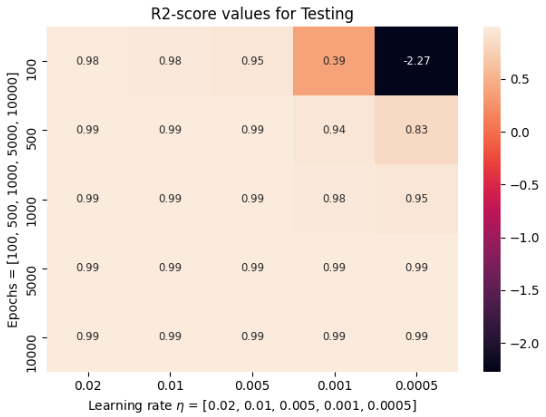 R2-score values for Testing
Epochs = [100, 500, 1000, 5000, 10000]
100 0.98 0.98 0.95 0.39 -2.27
500 0.99 0.99 0.99 0.94 0.83
1000 0.99 0.99 0.99 0.98 0.95
5000 0.99 0.99 0.99 0.99 0.99
10000 0.99 0.99 0.99 0.99 0.99
0.02 0.01 0.005 0.001 0.0005
Learning rate η = [0.02, 0.01, 0.005, 0.001, 0.0005]
0.5
0.0
−0.5
−1.0
−1.5
−2.0